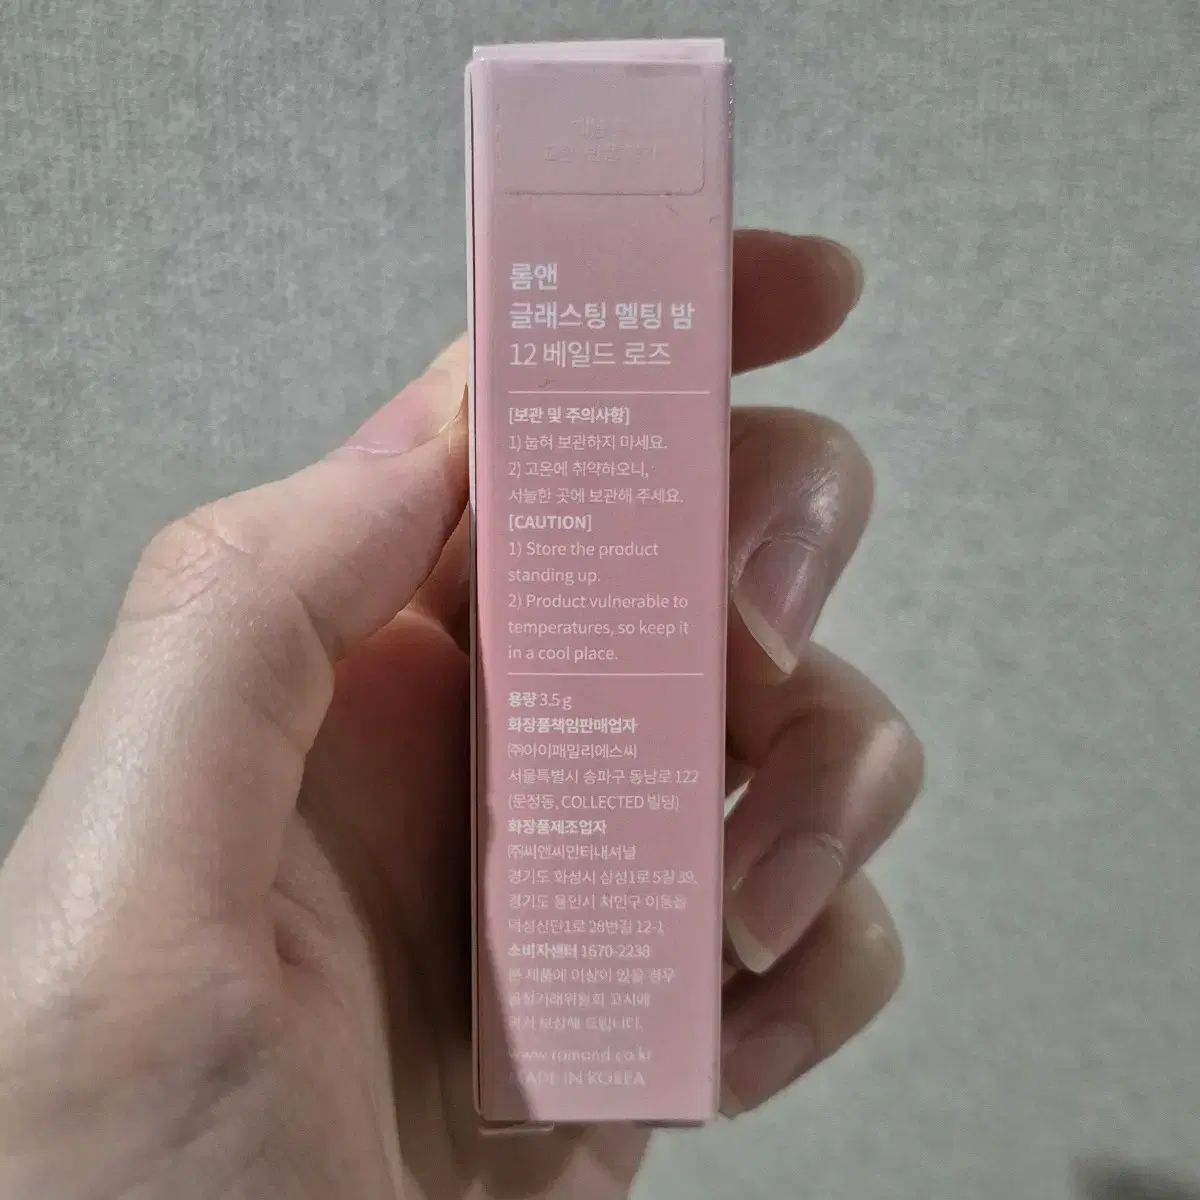 롬앤
글래스팅 멜팅 밤
12 베일드 로즈
[보관 및 주의사항]
1) 눕혀 보관하지 마세요.
2) 고온에 취약하오니,
서늘한 곳에 보관해 주세요.
[CAUTION]
1) Store the product
standing up.
2) Product vulnerable to
temperatures, so keep it
in a cool place.
용량 3.5 g
화장품책임판매업자
㈜아이패밀리에스씨
서울특별시 송파구 동남로 122
(문정동, COLLECTED 빌딩)
화장품제조업자
㈜씨앤씨인터내셔널
경기도 화성시 삼성1로 5길 39,
경기도 용인시 처인구 이동읍
덕성산단1로 28번길 12-1
소비자센터 1670-2238
본 제품에 이상이 있을 경우
공정거래위원회 고시에
의거 보상해 드립니다.
www.romand.co.kr
MADE IN KOREA